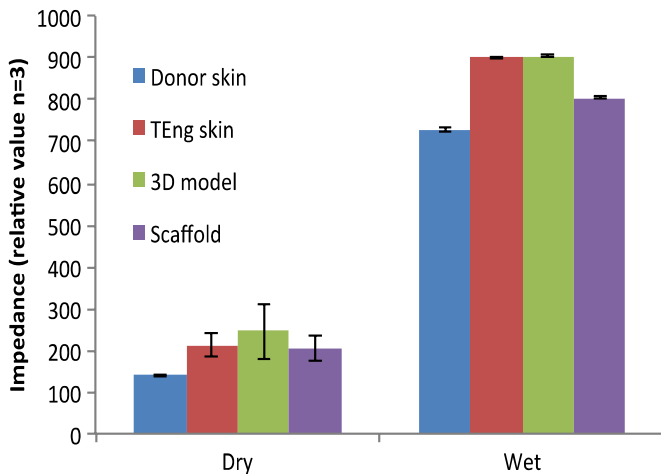 Impedance (relative value n=3)
1000
900
800
700
600
500
400
300
200
100
0
Donor skin
TEng skin
3D model
Scaffold
Dry
Wet